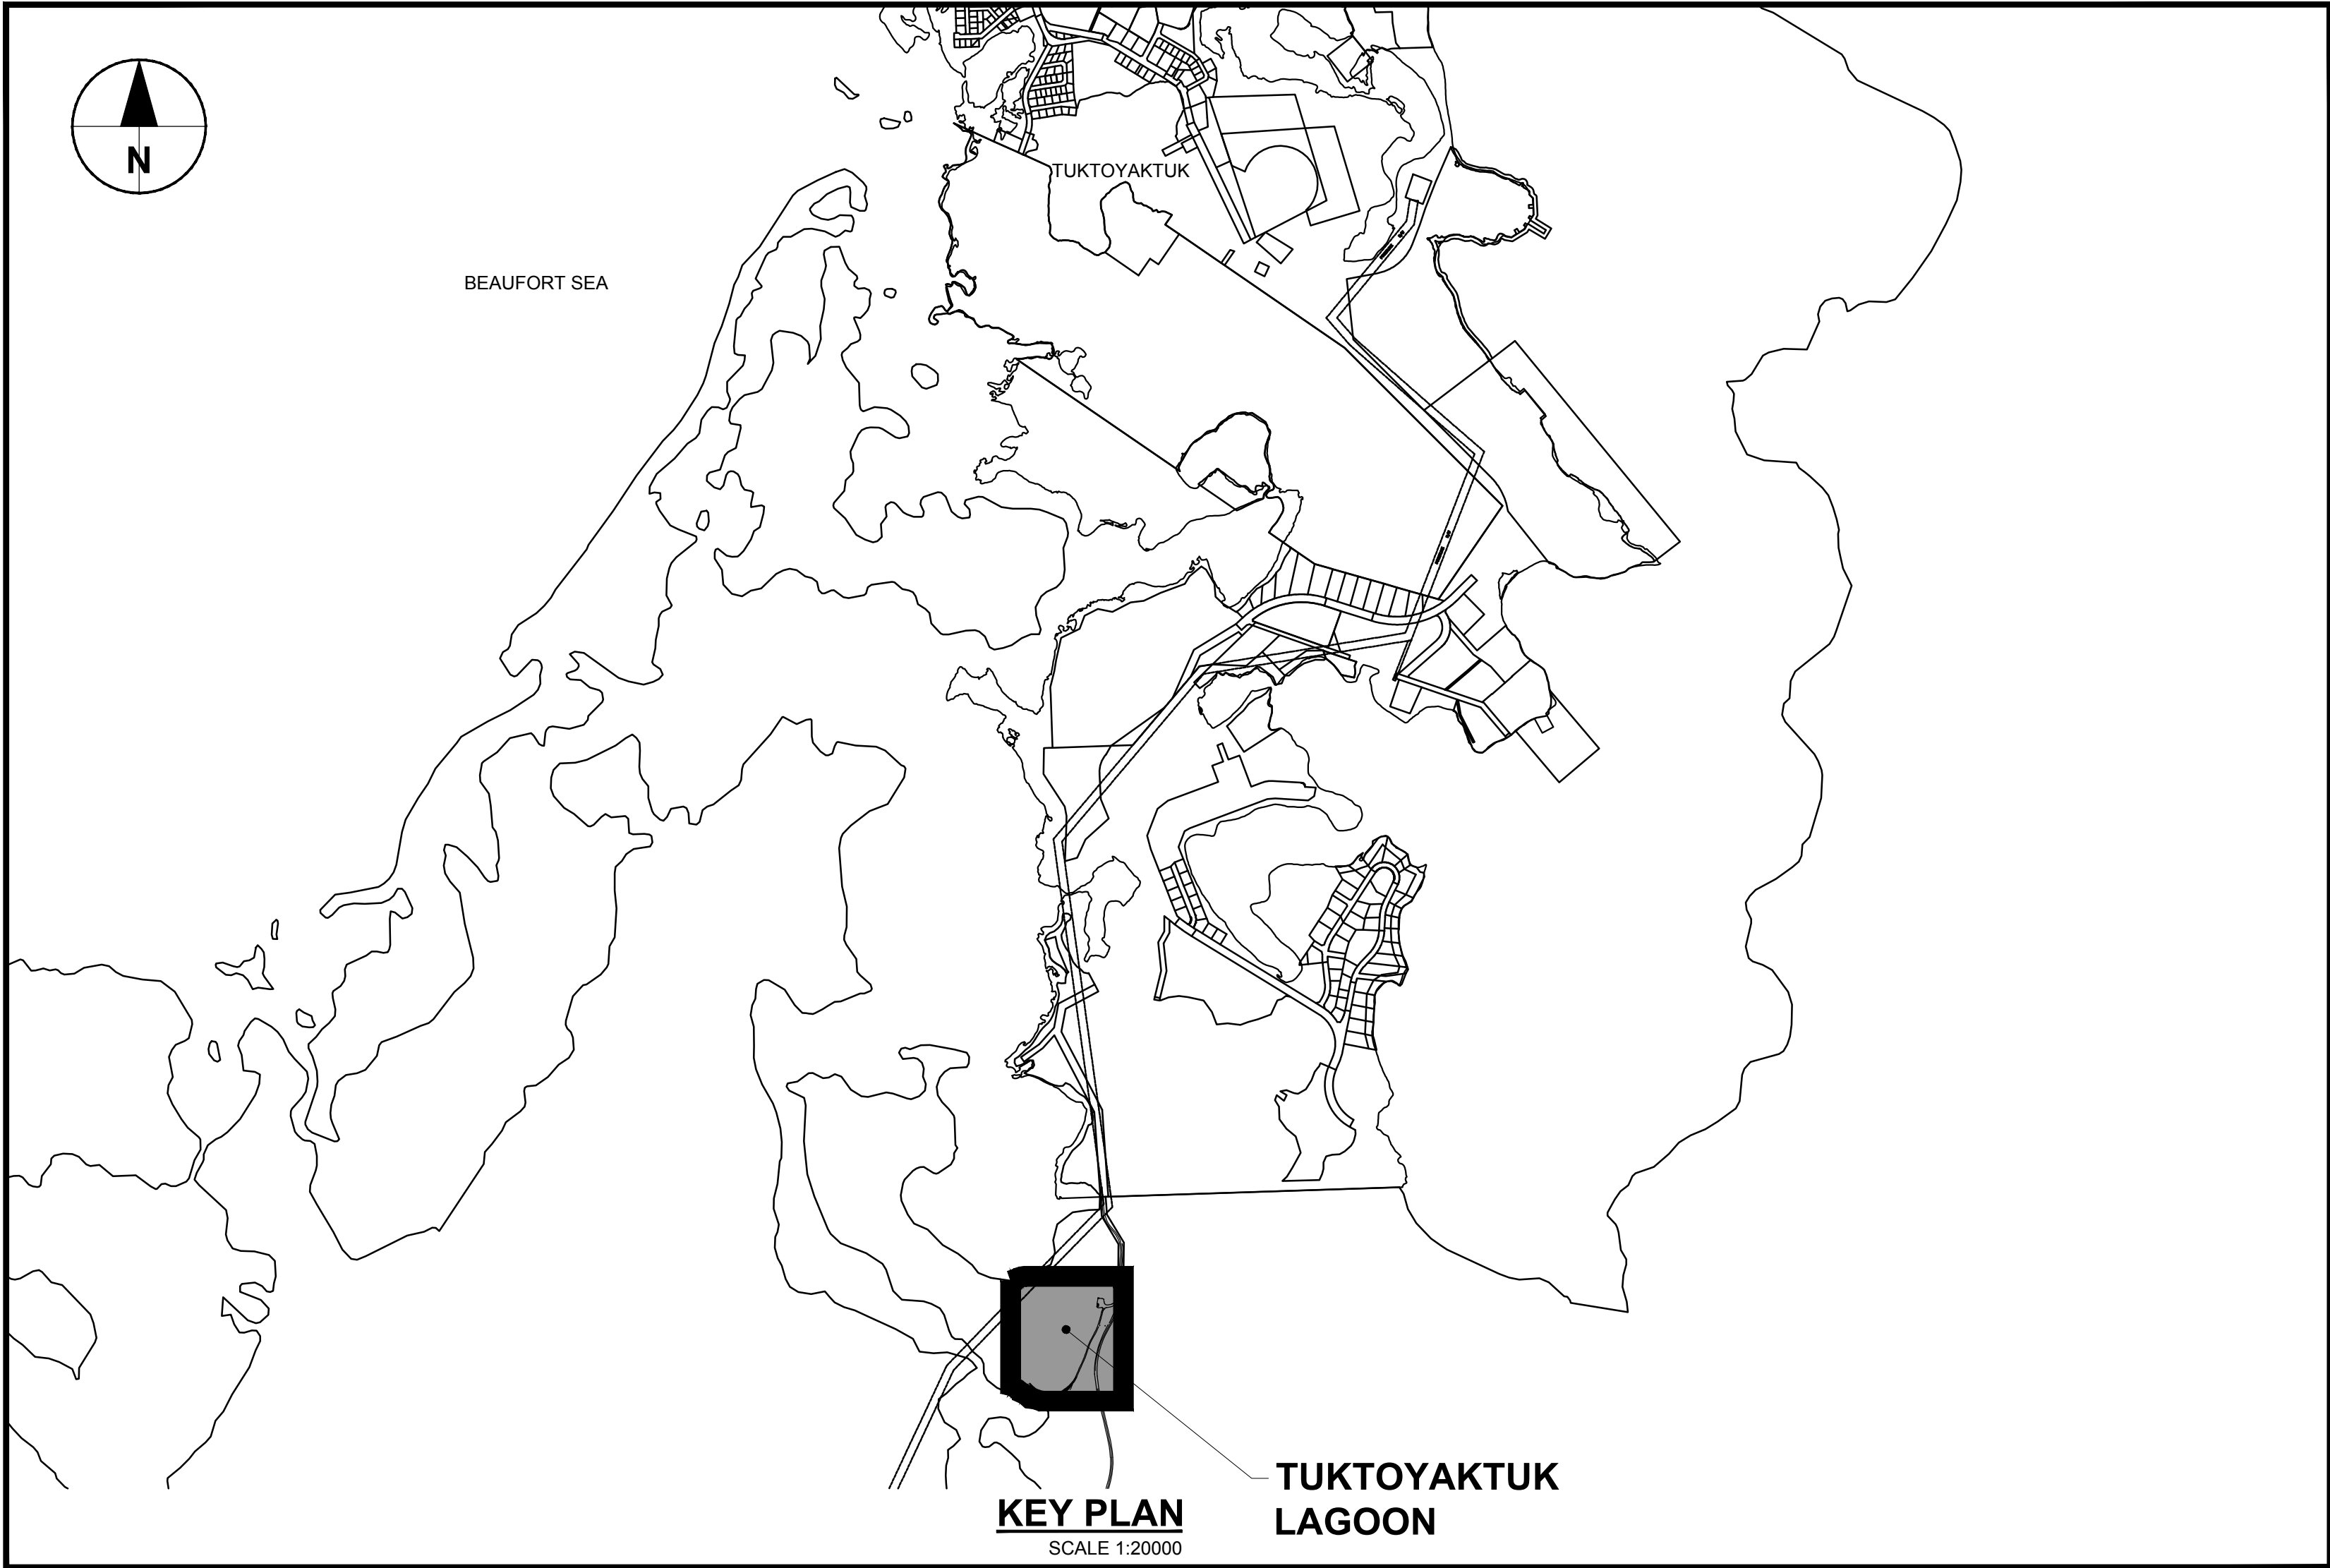 N
TUKTOYAKTUK
BEAUFORT SEA
TUKTOYAKTUK
LAGOON
KEY PLAN
SCALE 1:20000